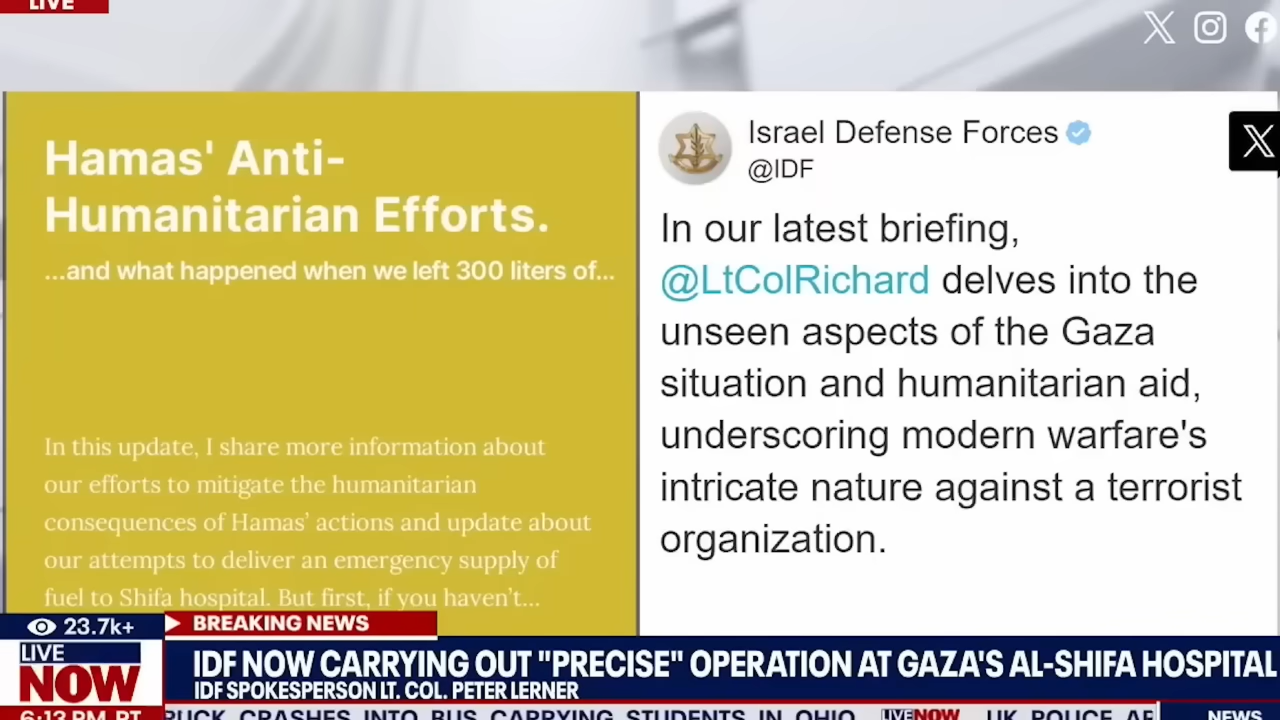 LIVE
Hamas' Anti-
Humanitarian Efforts.
...and what happened when we left 300 liters of...
In this update, I share more information about
our efforts to mitigate the humanitarian
consequences of Hamas’ actions and update about
our attempts to deliver an emergency supply of
fuel to Shifa hospital. But first, if you haven’t...
Israel Defense Forces
@IDF
In our latest briefing,
@LtColRichard delves into the
unseen aspects of the Gaza
situation and humanitarian aid,
underscoring modern warfare's
intricate nature against a terrorist
organization.
23.7k+
BREAKING NEWS
LIVE
NOW
IDF NOW CARRYING OUT "PRECISE" OPERATION AT GAZA'S AL-SHIFA HOSPITAL
IDF SPOKESPERSON LT. COL. PETER LERNER
6:13 PM PT
RUCK CRASHES INTO BUS CARRYING STUDENTS IN OHIO LIVENOW UK POLICE AR NEWS